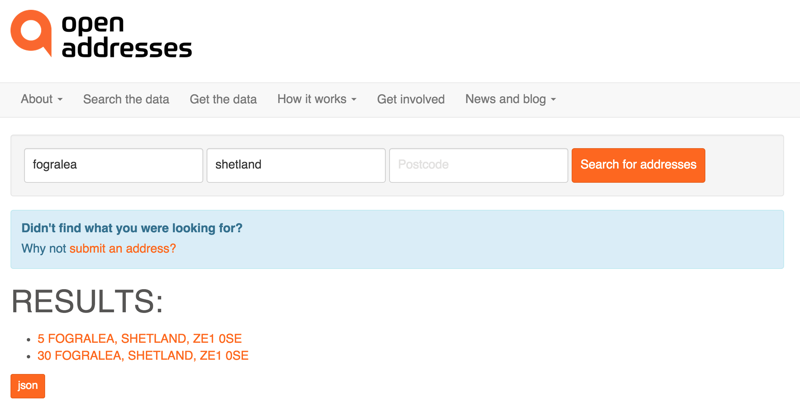 open
addresses
About Search the data Get the data How it works Get involved News and blog
fogralea shetland Postcode Search for addresses
Didn't find what you were looking for?
Why not submit an address?
RESULTS:
5 FOGRALEA, SHETLAND, ZE1 0SE
30 FOGRALEA, SHETLAND, ZE1 0SE
json